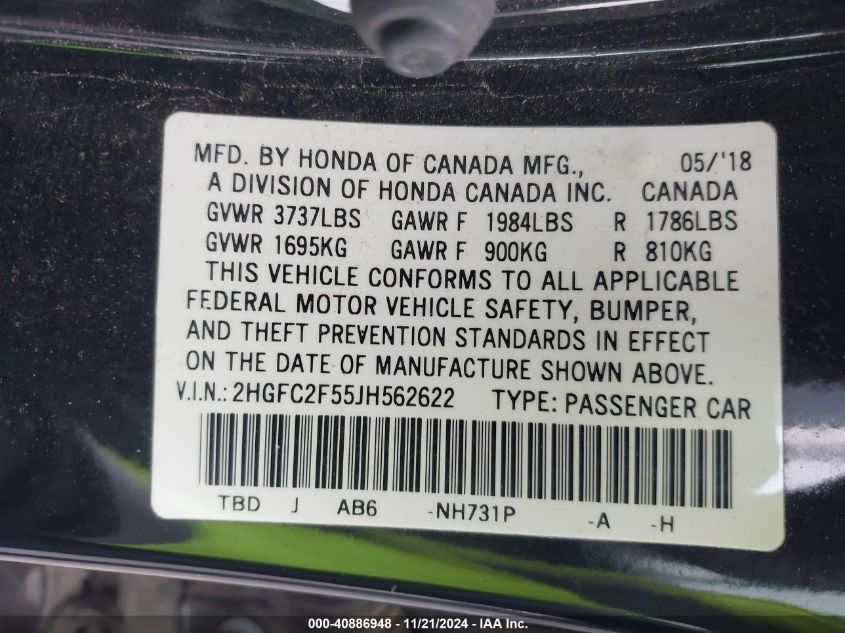 MFD. BY HONDA OF CANADA MFG., 05/'18
A DIVISION OF HONDA CANADA INC. CANADA
GVWR 3737LBS GAWR F 1984LBS R 1786LBS
GVWR 1695KG GAWR F 900KG R 810KG
THIS VEHICLE CONFORMS TO ALL APPLICABLE
FEDERAL MOTOR VEHICLE SAFETY, BUMPER,
AND THEFT PREVENTION STANDARDS IN EFFECT
ON THE DATE OF MANUFACTURE SHOWN ABOVE.
V.I.N.: 2HGFC2F55JH562622 TYPE: PASSENGER CAR
TBD J AB6 -NH731P -A -H
000-40886948 - 11/21/2024 - IAA Inc.